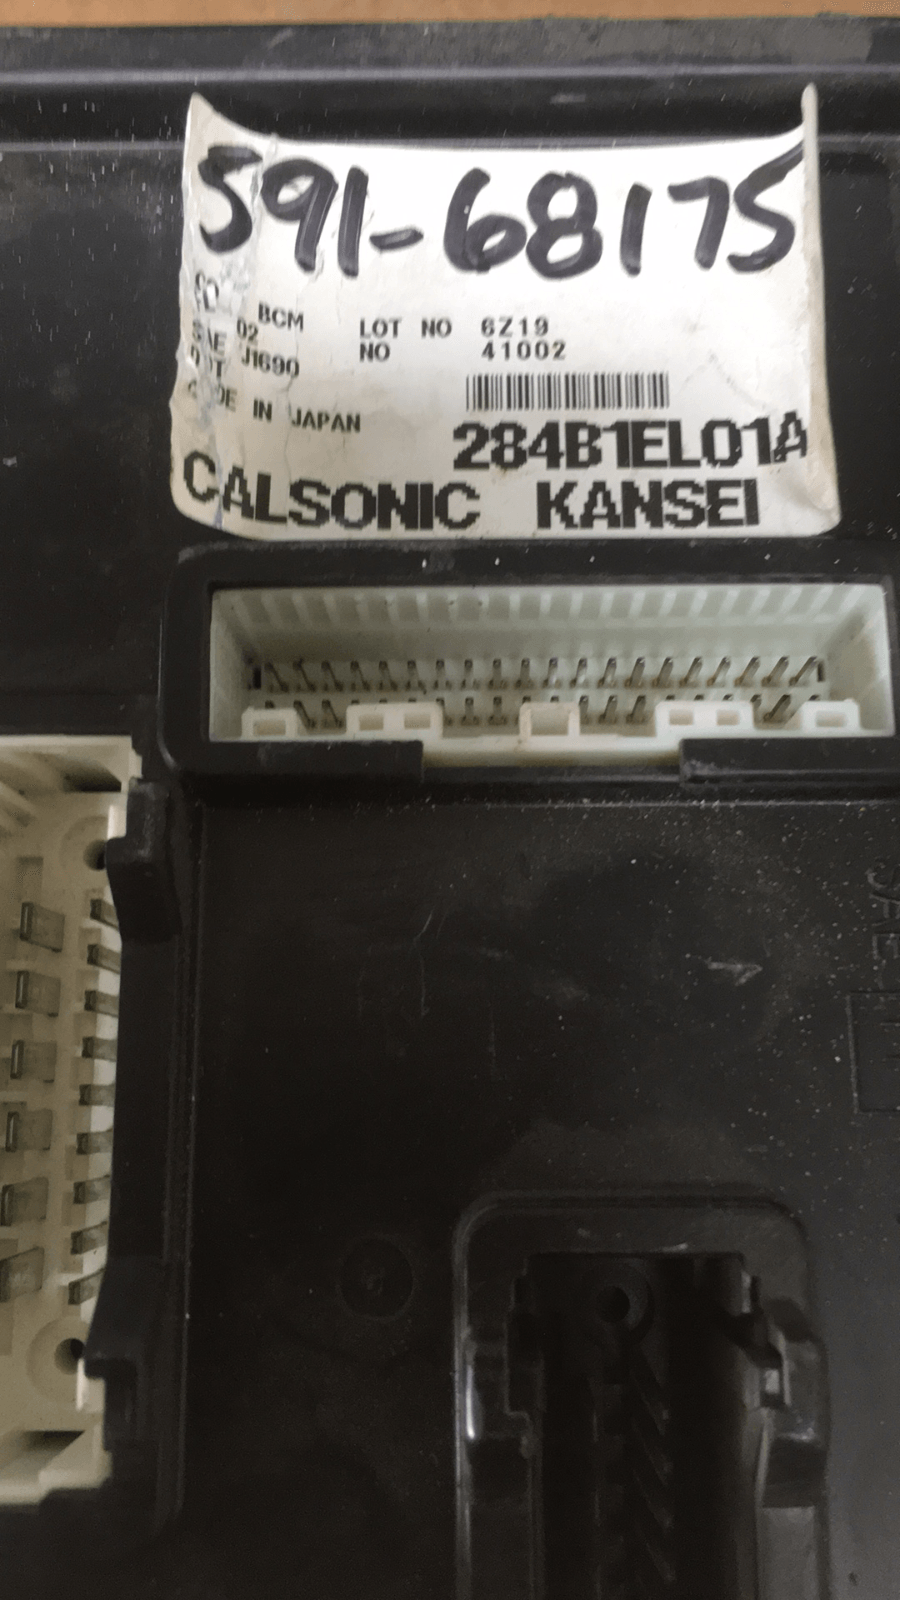 591-68175
BCM
LOT NO 6Z19
02
NO 41002
J1690
IN JAPAN
284B1EL01A
CALSONIC KANSEI